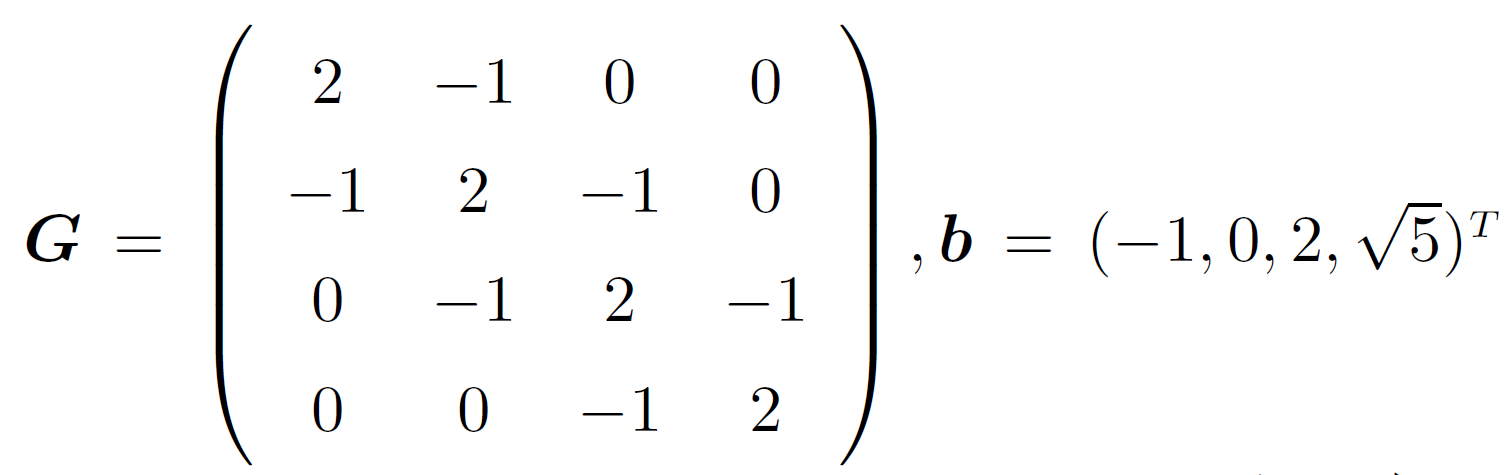 G = ( 2 −1 0 0
−1 2 −1 0
0 −1 2 −1
0 0 −1 2 ) , b = (−1, 0, 2, √5)^T